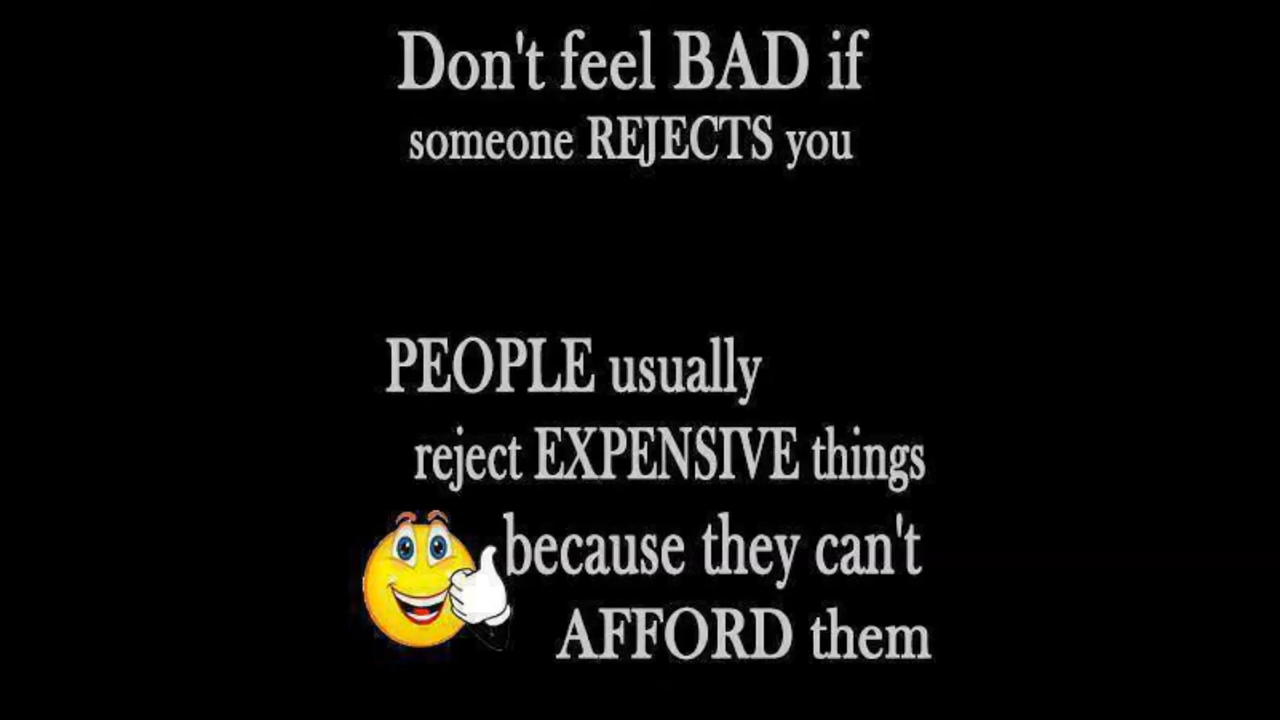 Don't feel BAD if
someone REJECTS you
PEOPLE usually
reject EXPENSIVE things
because they can't
AFFORD them